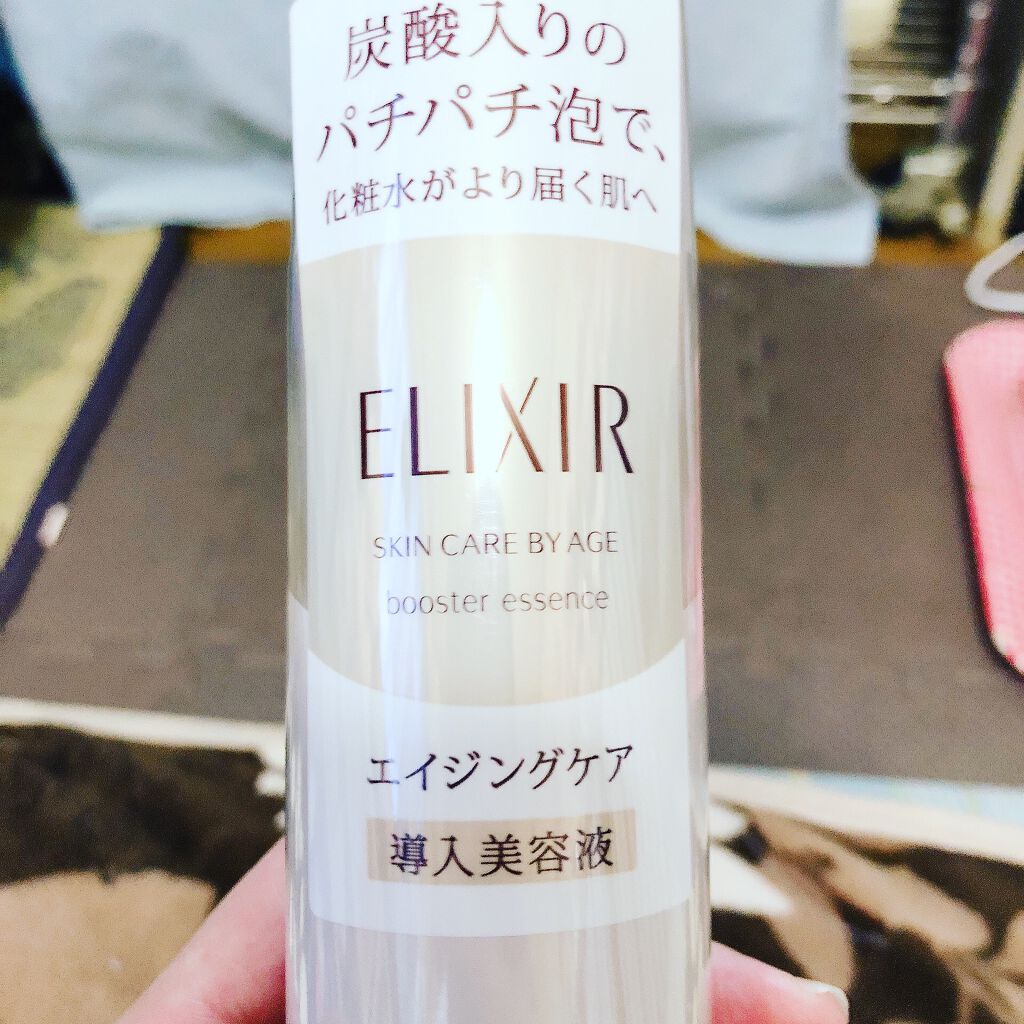 炭酸入りの
パチパチ泡で、
化粧水がより届く肌へ
ELIXIR
SKIN CARE BY AGE
booster essence
エイジングケア
導入美容液